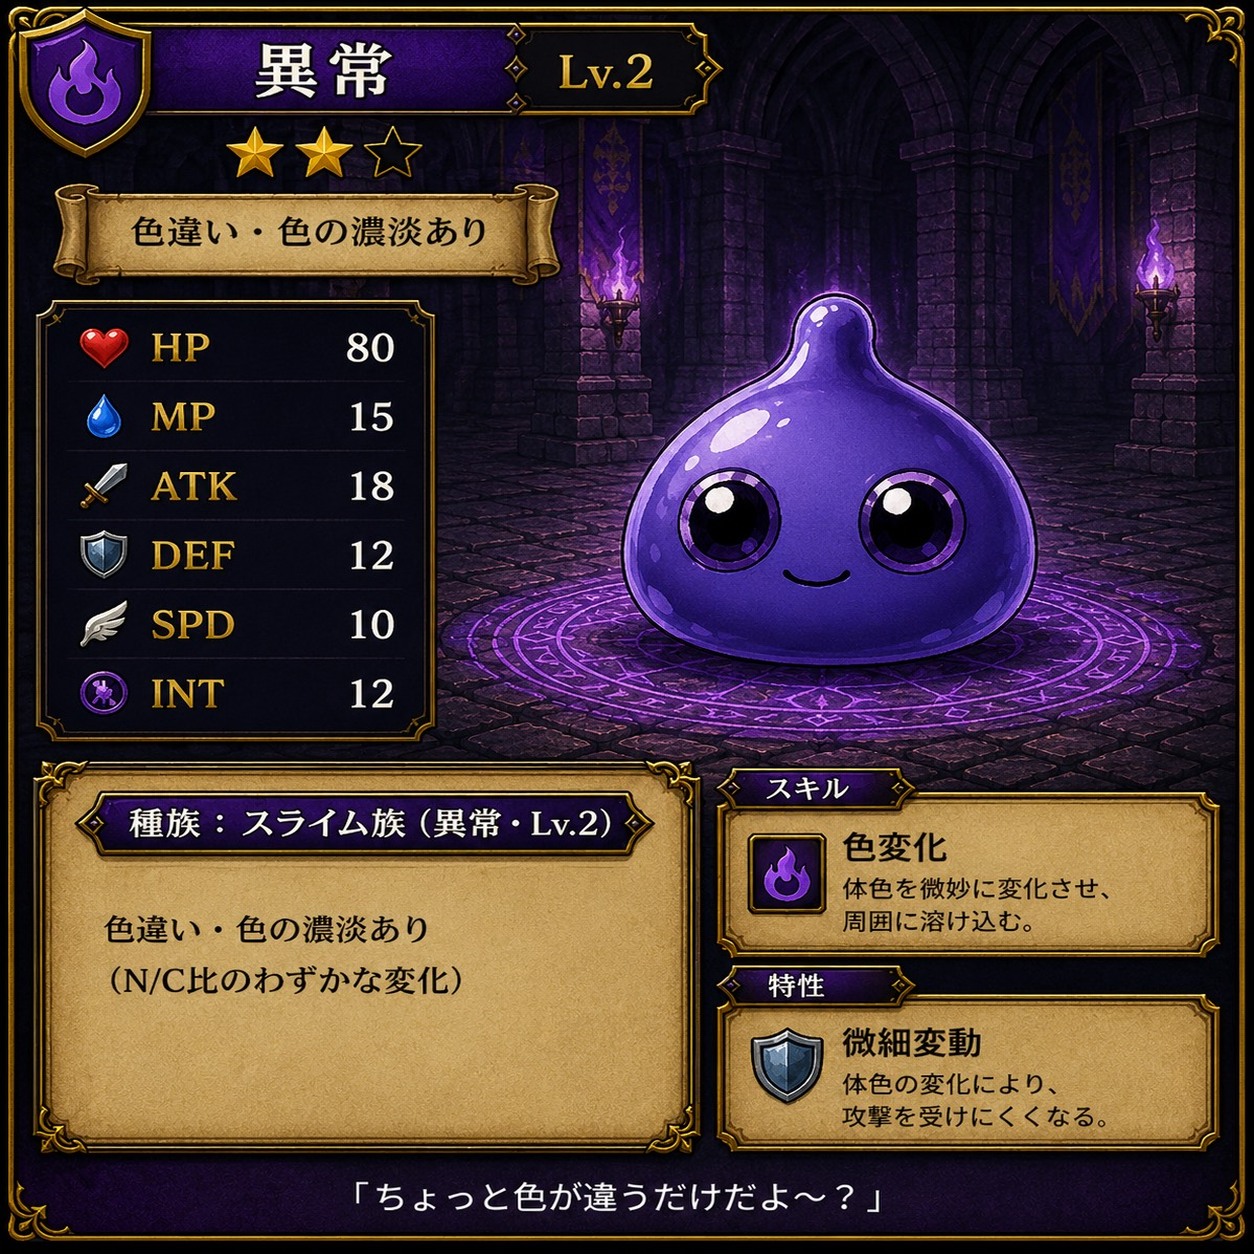 異常
Lv.2
色違い・色の濃淡あり
HP 80
MP 15
ATK 18
DEF 12
SPD 10
INT 12
種族：スライム族（異常・Lv.2）
色違い・色の濃淡あり
（N/C比のわずかな変化）
スキル
色変化
体色を微妙に変化させ、
周囲に溶け込む。
特性
微細変動
体色の変化により、
攻撃を受けにくくなる。
「ちょっと色が違うだけだよ～？」